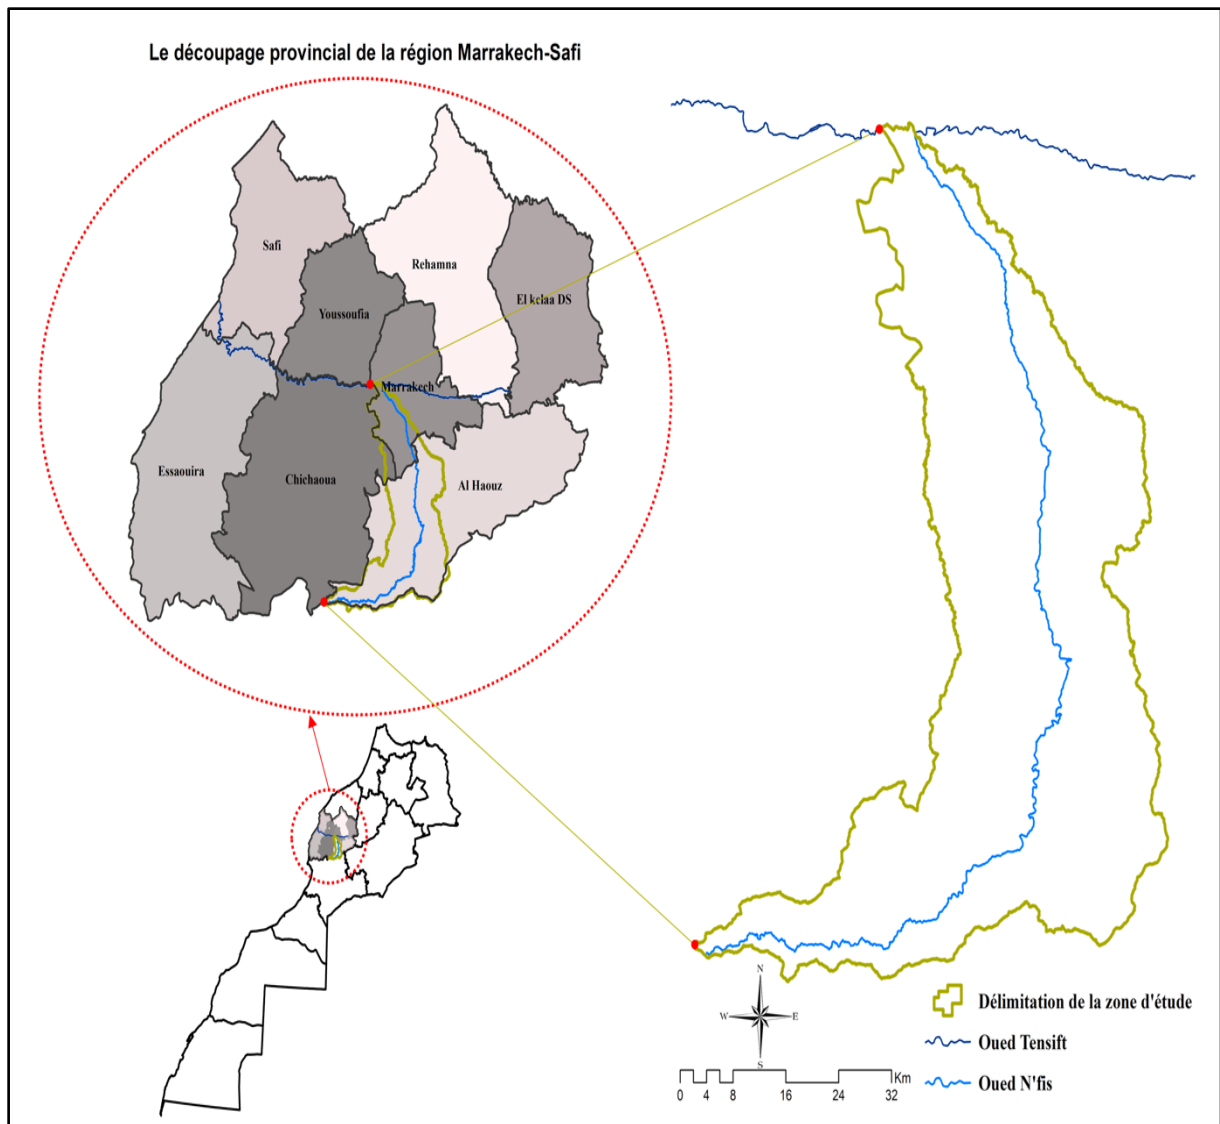 Le découpage provincial de la région Marrakech-Safi
Safi
Rehamna
El kelaa DS
Youssoufia
Marrakech
Essaouira
Chichaoua
Al Haouz
N
W
E
S
Délimitation de la zone d'étude
Oued Tensift
Oued N'fis
Km
0 4 8 16 24 32